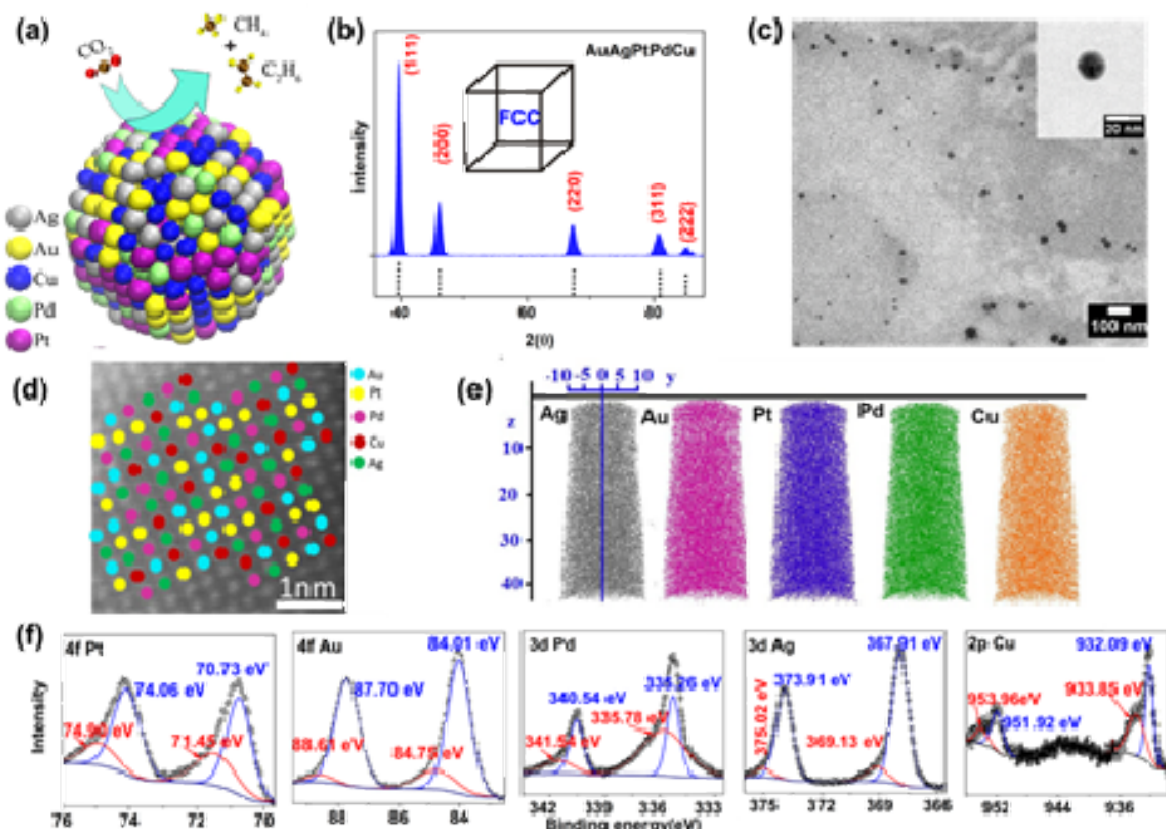 (a)
CH₄
+
C₂H₆
CO₂
Ag
Au
Cu
Pd
Pt
(b)
AuAgPtPdCu
(111)
(200)
FCC
(220)
(311)
(222)
Intensity
40
60
80
2(θ)
(c)
20 nm
100 nm
(d)
Au
Pt
Pd
Cu
Ag
1nm
(e)
-10 -5 0 5 10 y
Ag
Au
Pt
Pd
Cu
z
10
20
30
40
(f)
Intensity
4f Pt
70.73 eV
74.06 eV
71.45 eV
76 74 72 70
4f Au
84.01 eV
87.70 eV
88.61 eV
84.75 eV
88 86 84
3d Pd
340.54 eV
335.78 eV
341.54 eV
342 339 336 333
Binding energy(eV)
3d Ag
367.91 eV
373.91 eV
375.02 eV
369.13 eV
375 372 369 366
2p Cu
932.09 eV
933.85 eV
953.96eV
951.92 eV
952 944 936